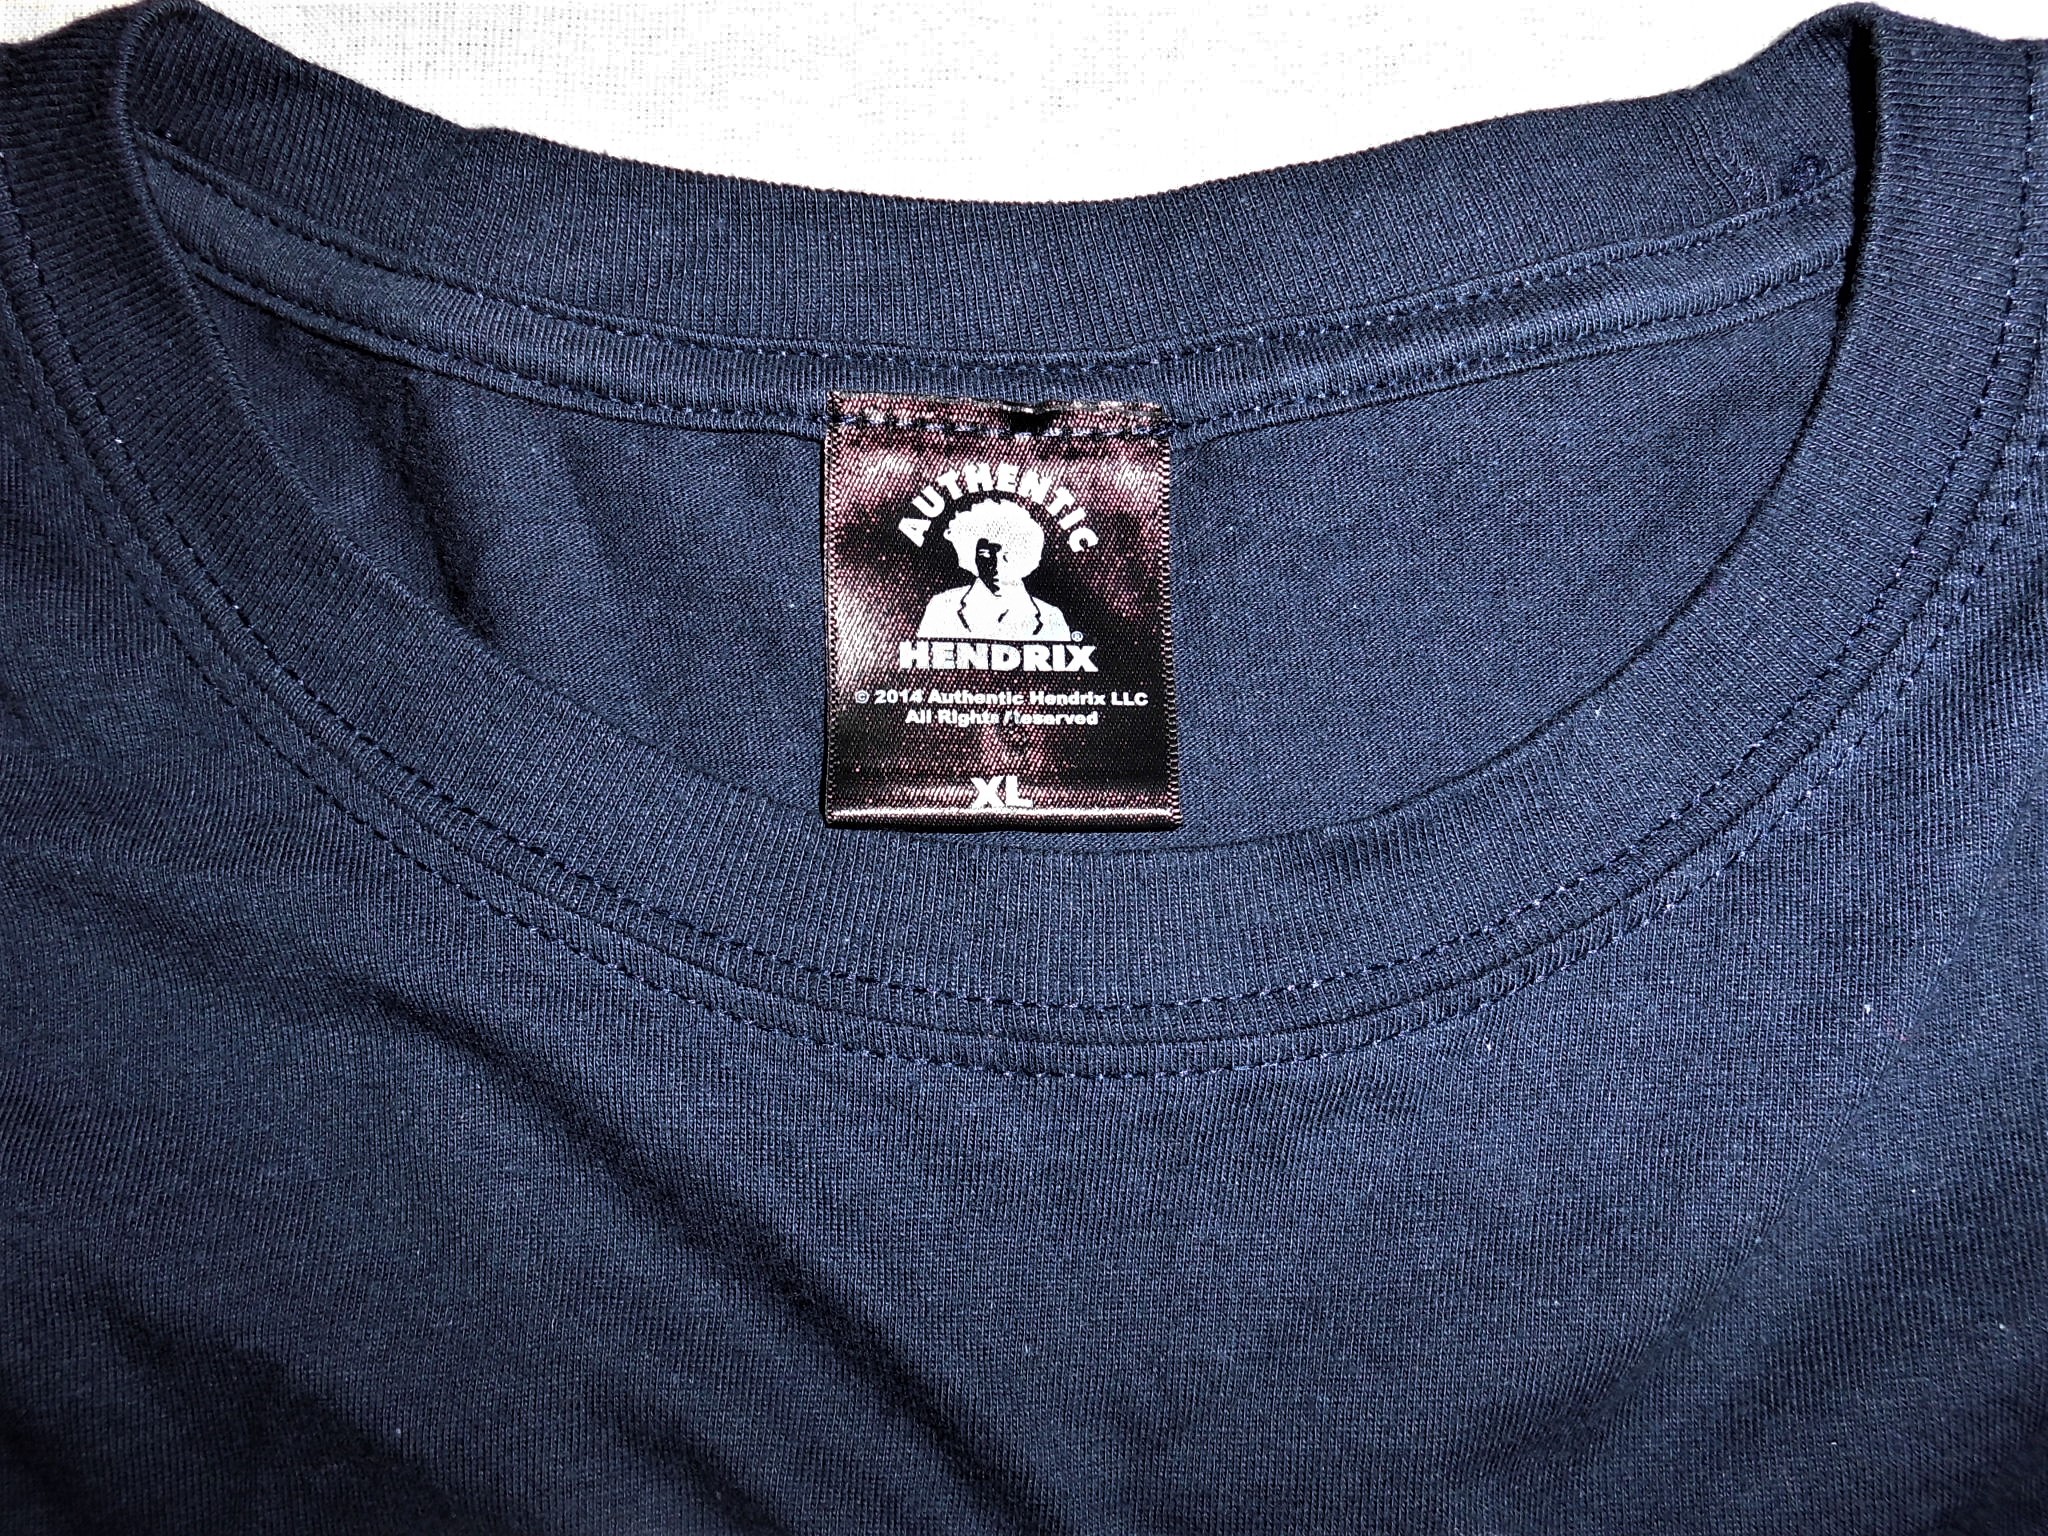 AUTHENTIC
®
HENDRIX
© 2014 Authentic Hendrix LLC
All Rights Reserved
XL